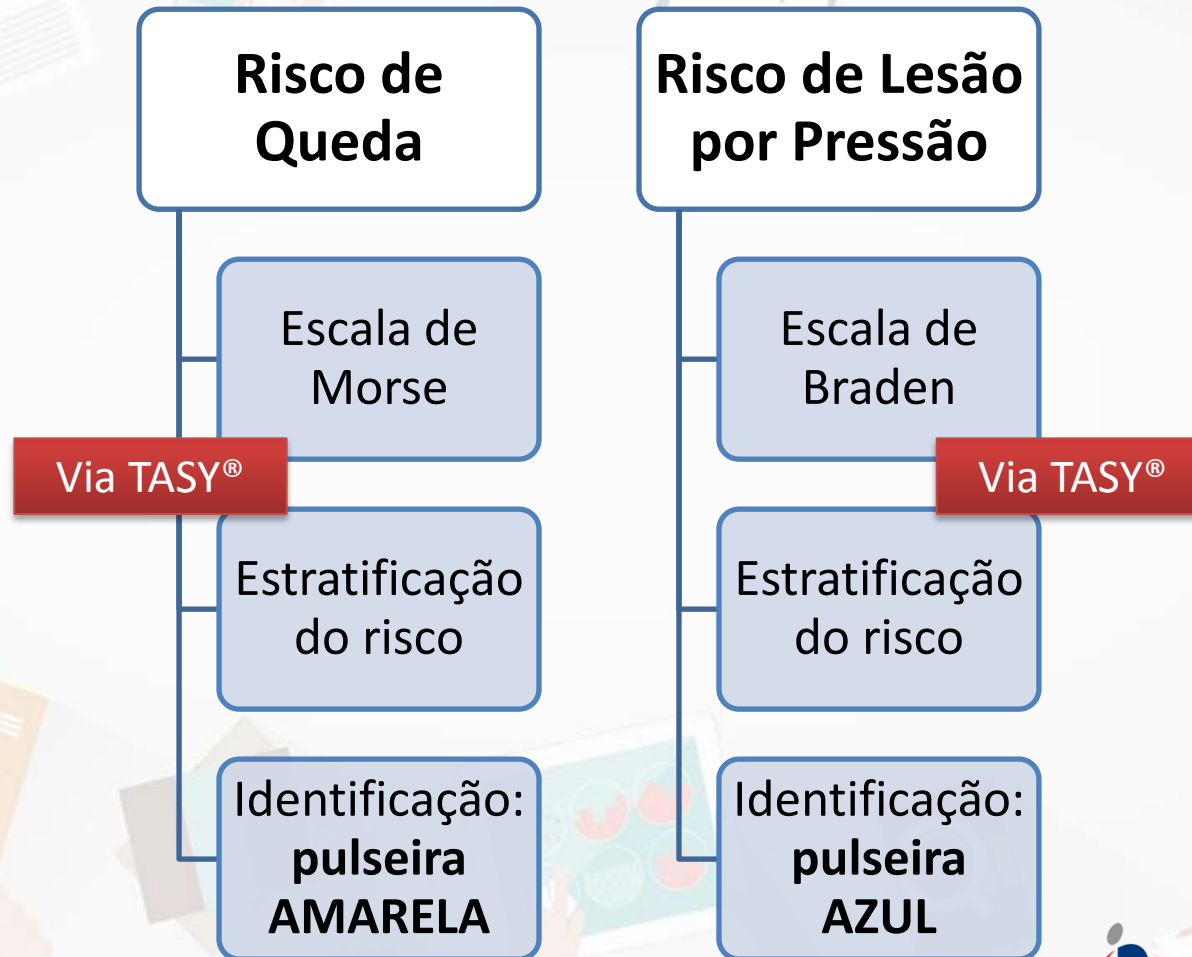 Risco de
Queda
Escala de
Morse
Via TASY®
Estratificação
do risco
Identificação:
pulseira
AMARELA
Risco de Lesão
por Pressão
Escala de
Braden
Via TASY®
Estratificação
do risco
Identificação:
pulseira
AZUL